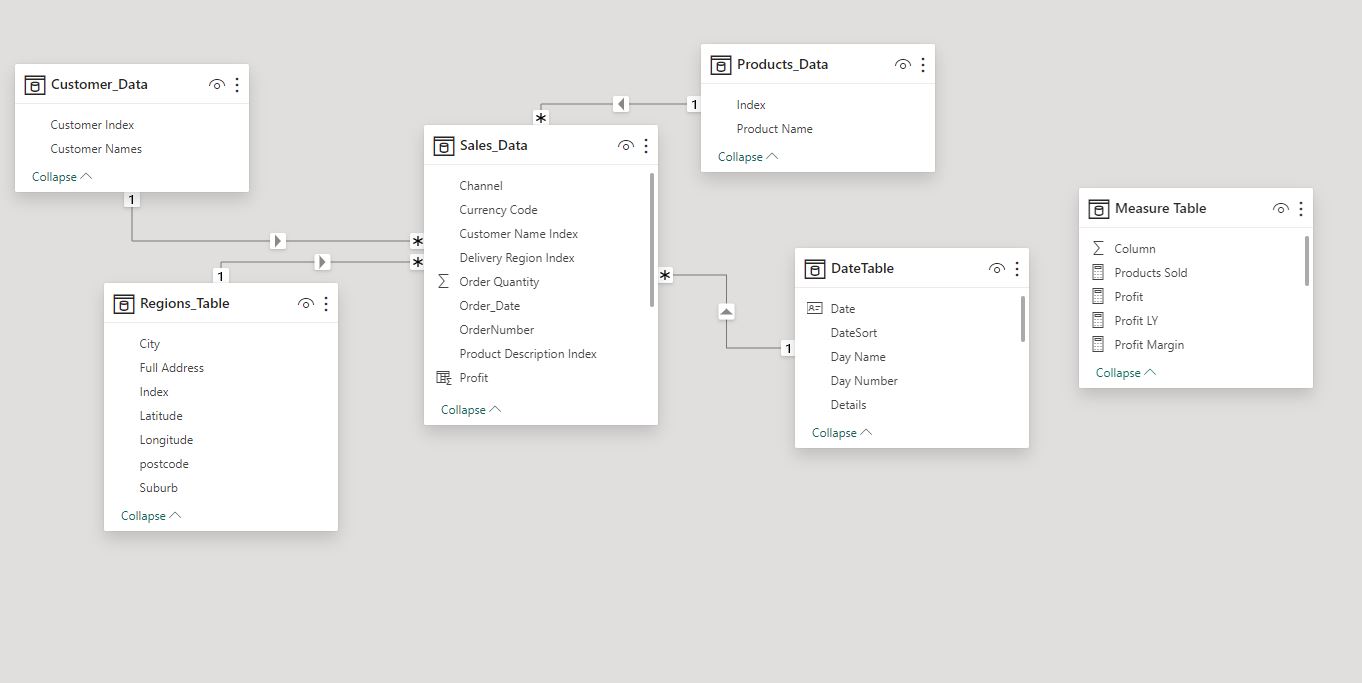 Customer_Data
Customer Index
Customer Names
Collapse
1
*
1
*
Regions_Table
City
Full Address
Index
Latitude
Longitude
postcode
Suburb
Collapse
*
Sales_Data
Channel
Currency Code
Customer Name Index
Delivery Region Index
Order Quantity
Order_Date
OrderNumber
Product Description Index
Profit
Collapse
1
Products_Data
Index
Product Name
Collapse
*
1
DateTable
Date
DateSort
Day Name
Day Number
Details
Collapse
Measure Table
Column
Products Sold
Profit
Profit LY
Profit Margin
Collapse